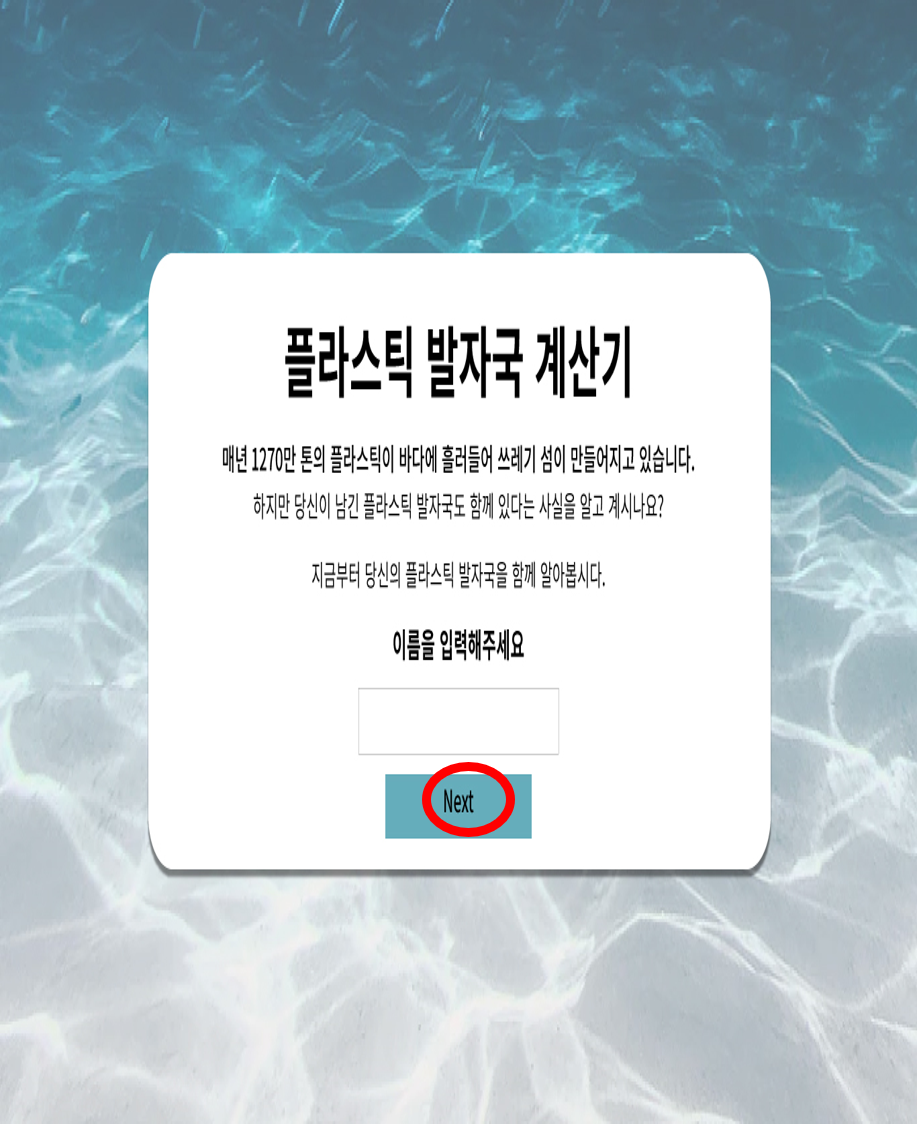 플라스틱 발자국 계산기
매년 1270만 톤의 플라스틱이 바다에 흘러들어 쓰레기 섬이 만들어지고 있습니다.
하지만 당신이 남긴 플라스틱 발자국도 함께 있다는 사실을 알고 계시나요?
지금부터 당신의 플라스틱 발자국을 함께 알아봅시다.
이름을 입력해주세요
Next